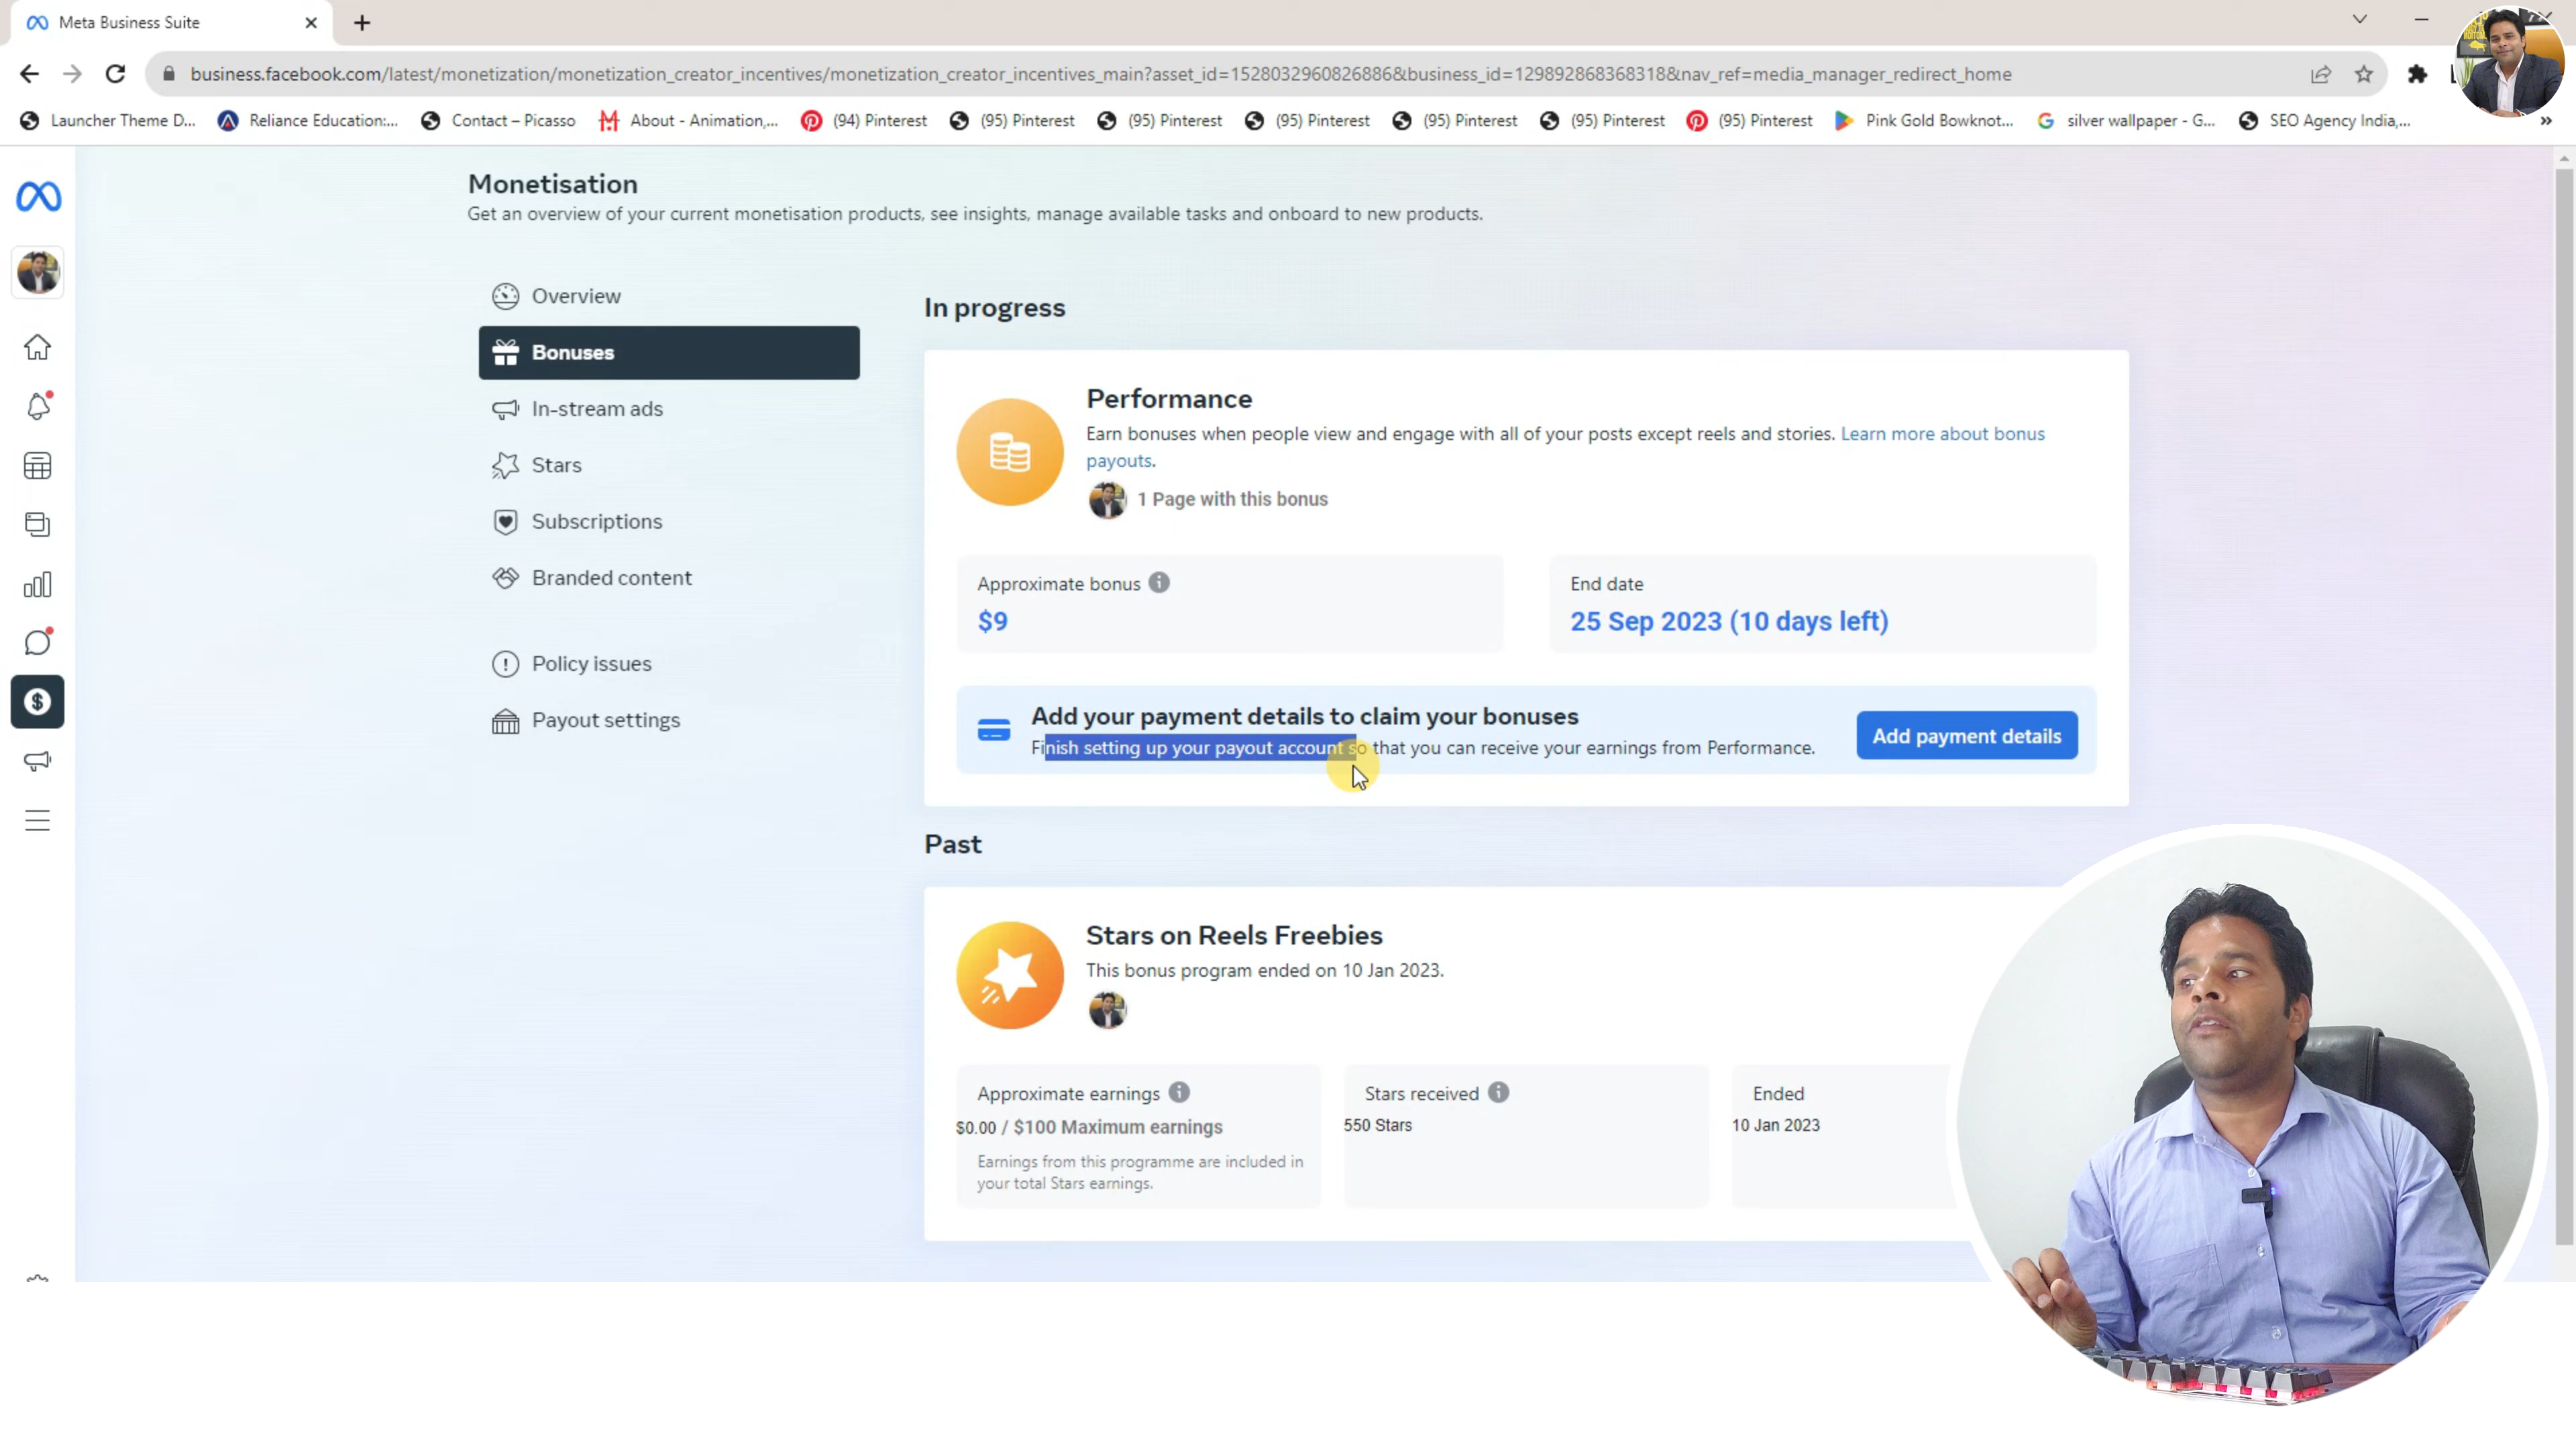 Meta Business Suite
business.facebook.com/latest/monetization/monetization_creator_incentives/monetization_creator_incentives_main?asset_id=1528032960826886&business_id=129892868368318&nav_ref=media_manager_redirect_home
Launcher Theme D... Reliance Education:... Contact – Picasso About - Animation,... (94) Pinterest (95) Pinterest (95) Pinterest (95) Pinterest (95) Pinterest (95) Pinterest (95) Pinterest Pink Gold Bowknot... silver wallpaper - G... SEO Agency India,... »
Monetisation
Get an overview of your current monetisation products, see insights, manage available tasks and onboard to new products.
Overview
Bonuses
In-stream ads
Stars
Subscriptions
Branded content
Policy issues
Payout settings
In progress
Performance
Earn bonuses when people view and engage with all of your posts except reels and stories. Learn more about bonus
payouts.
1 Page with this bonus
Approximate bonus
$9
End date
25 Sep 2023 (10 days left)
Add your payment details to claim your bonuses
Finish setting up your payout account so that you can receive your earnings from Performance.
Add payment details
Past
Stars on Reels Freebies
This bonus program ended on 10 Jan 2023.
Approximate earnings
$0.00 / $100 Maximum earnings
Earnings from this programme are included in
your total Stars earnings.
Stars received
550 Stars
Ended
10 Jan 2023